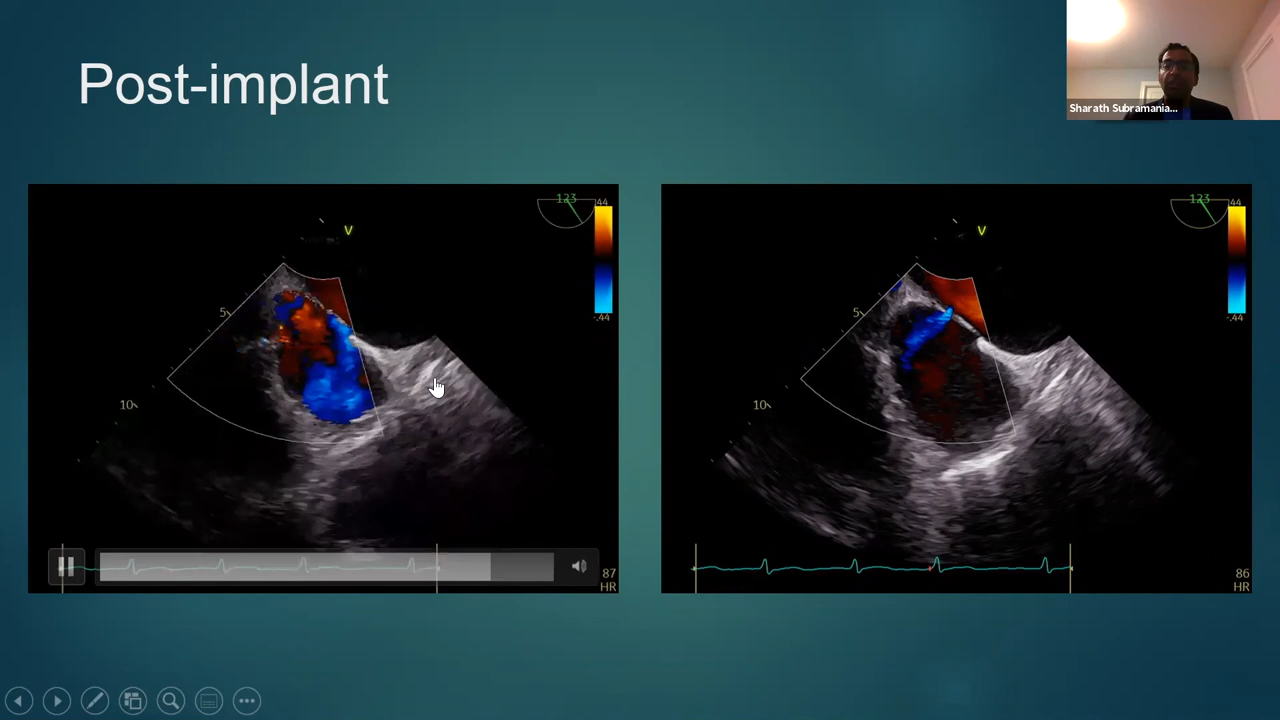 Post-implant
Sharath Subramania...
123
44
V
-.44
5
10
87
HR
123
44
V
-.44
5
10
86
HR